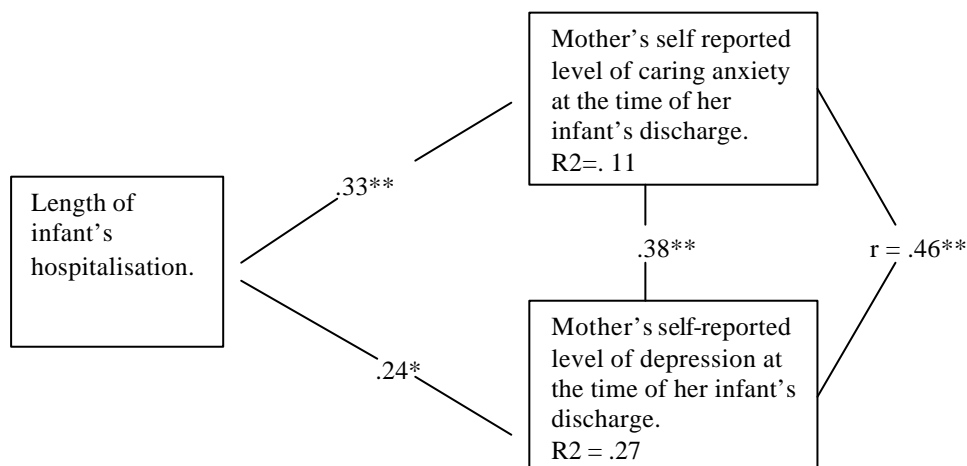 Mother’s self reported
level of caring anxiety
at the time of her
infant’s discharge.
R2=. 11
Length of
infant’s
hospitalisation.
.33**
.38**
r = .46**
.24*
Mother’s self-reported
level of depression at
the time of her infant’s
discharge.
R2 = .27